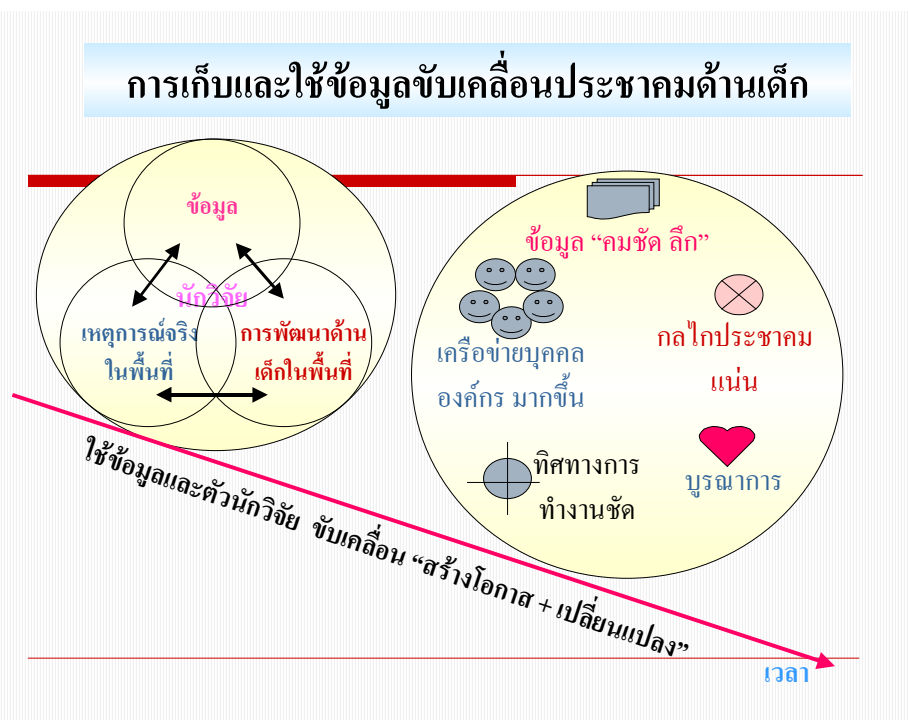 การเก็บและใช้ข้อมูลขับเคลื่อนประชาคมด้านเด็ก
ข้อมูล
นักวิจัย
เหตุการณ์จริง
ในพื้นที่
การพัฒนาด้าน
เด็กในพื้นที่
ข้อมูล “คมชัด ลึก”
เครือข่ายบุคคล
องค์กร มากขึ้น
กลไกประชาคม
แน่น
ทิศทางการ
ทำงานชัด
บูรณาการ
ใช้ข้อมูลและตัวนักวิจัย ขับเคลื่อน “สร้างโอกาส + เปลี่ยนแปลง”
เวลา